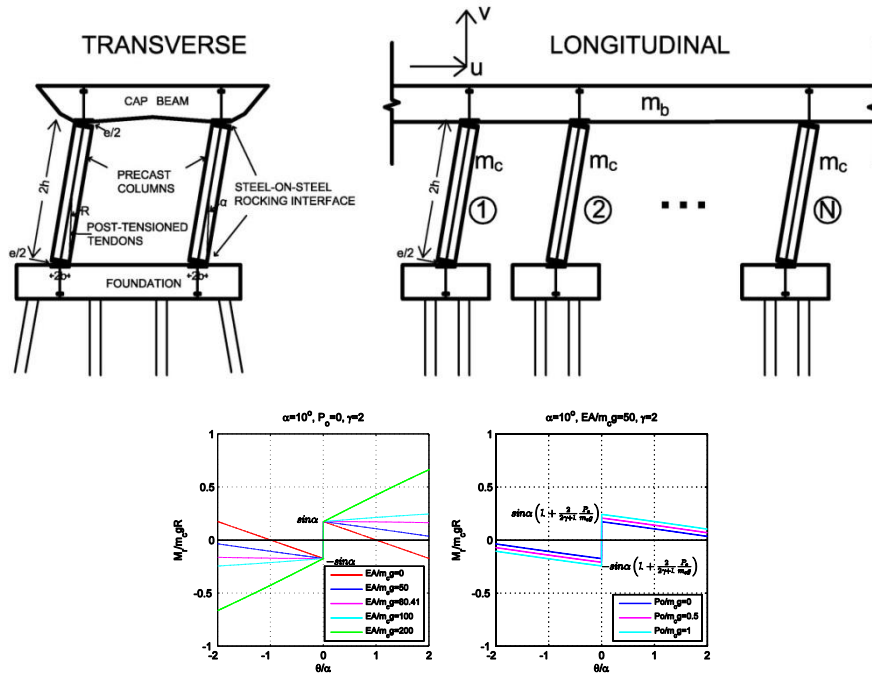 TRANSVERSE
LONGITUDINAL
v
u
CAP BEAM
e/2
2h
PRECAST
COLUMNS
R
POST-TENSIONED
TENDONS
α
STEEL-ON-STEEL
ROCKING INTERFACE
e/2
2b
2b
FOUNDATION
m_b
2h
m_c
m_c
m_c
1
2
N
e/2
α=10°, P_o=0, γ=2
M_r/m_cgR
1
0.5
0
-0.5
-1
sinα
-sinα
EA/m_cg=0
EA/m_cg=50
EA/m_cg=80.41
EA/m_cg=100
EA/m_cg=200
-2
-1
0
1
2
θ/α
α=10°, EA/m_cg=50, γ=2
M_r/m_cgR
1
0.5
0
-0.5
-1
sinα(1 + 2/(2γ+1) P_o/m_cg)
-sinα(1 + 2/(2γ+1) P_o/m_cg)
Po/m_cg=0
Po/m_cg=0.5
Po/m_cg=1
-2
-1
0
1
2
θ/α